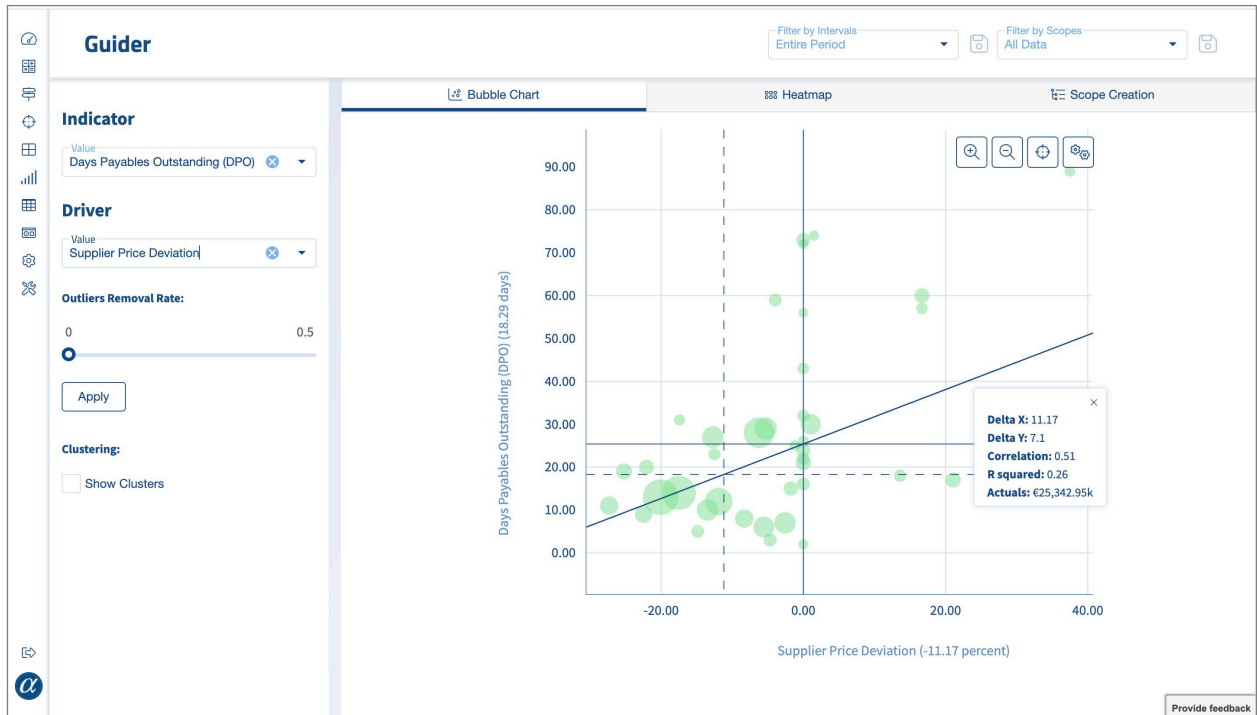 Guider
Filter by Intervals
Entire Period
Filter by Scopes
All Data
Indicator
Value
Days Payables Outstanding (DPO)
Driver
Value
Supplier Price Deviation
Outliers Removal Rate:
0 0.5
Apply
Clustering:
Show Clusters
Bubble Chart
Heatmap
Scope Creation
Days Payables Outstanding (DPO) (18.29 days)
90.00
80.00
70.00
60.00
50.00
40.00
30.00
20.00
10.00
0.00
-20.00 0.00 20.00 40.00
Supplier Price Deviation (-11.17 percent)
Delta X: 11.17
Delta Y: 7.1
Correlation: 0.51
R squared: 0.26
Actuals: €25,342.95k
α
Provide feedback